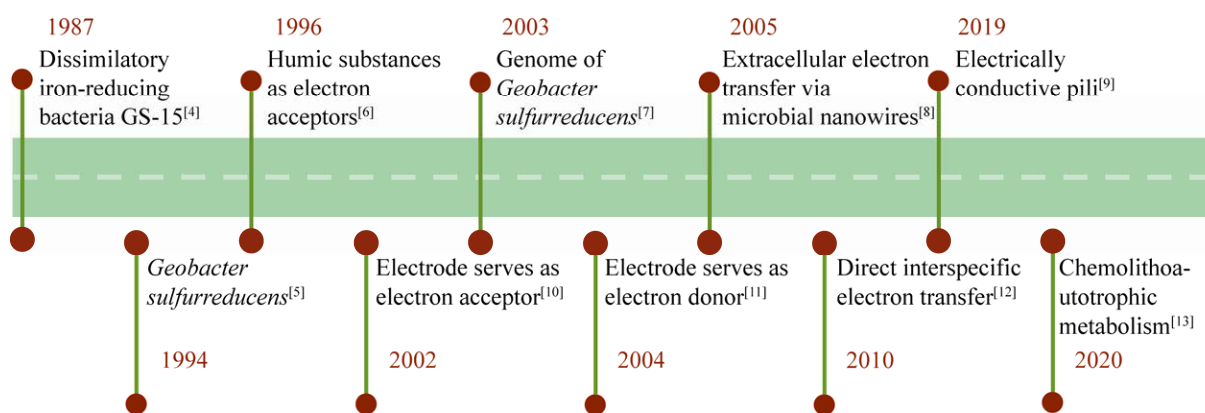 1987
Dissimilatory
iron-reducing
bacteria GS-15[4]
1996
Humic substances
as electron
acceptors[6]
2003
Genome of
Geobacter
sulfurreducens[7]
2005
Extracellular electron
transfer via
microbial nanowires[8]
2019
Electrically
conductive pili[9]
Geobacter
sulfurreducens[5]
1994
Electrode serves as
electron acceptor[10]
2002
Electrode serves as
electron donor[11]
2004
Direct interspecific
electron transfer[12]
2010
Chemolithoa-
utotrophic
metabolism[13]
2020